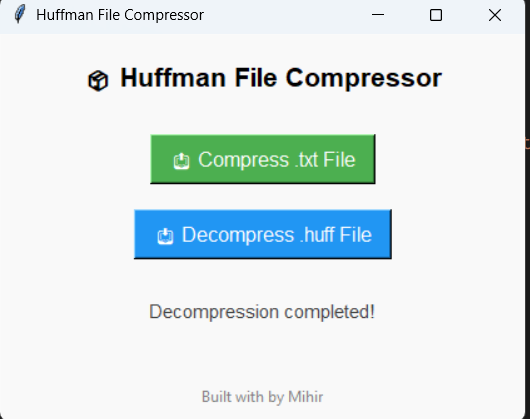 Huffman File Compressor
📦 Huffman File Compressor
📥 Compress .txt File
📥 Decompress .huff File
Decompression completed!
Built with by Mihir